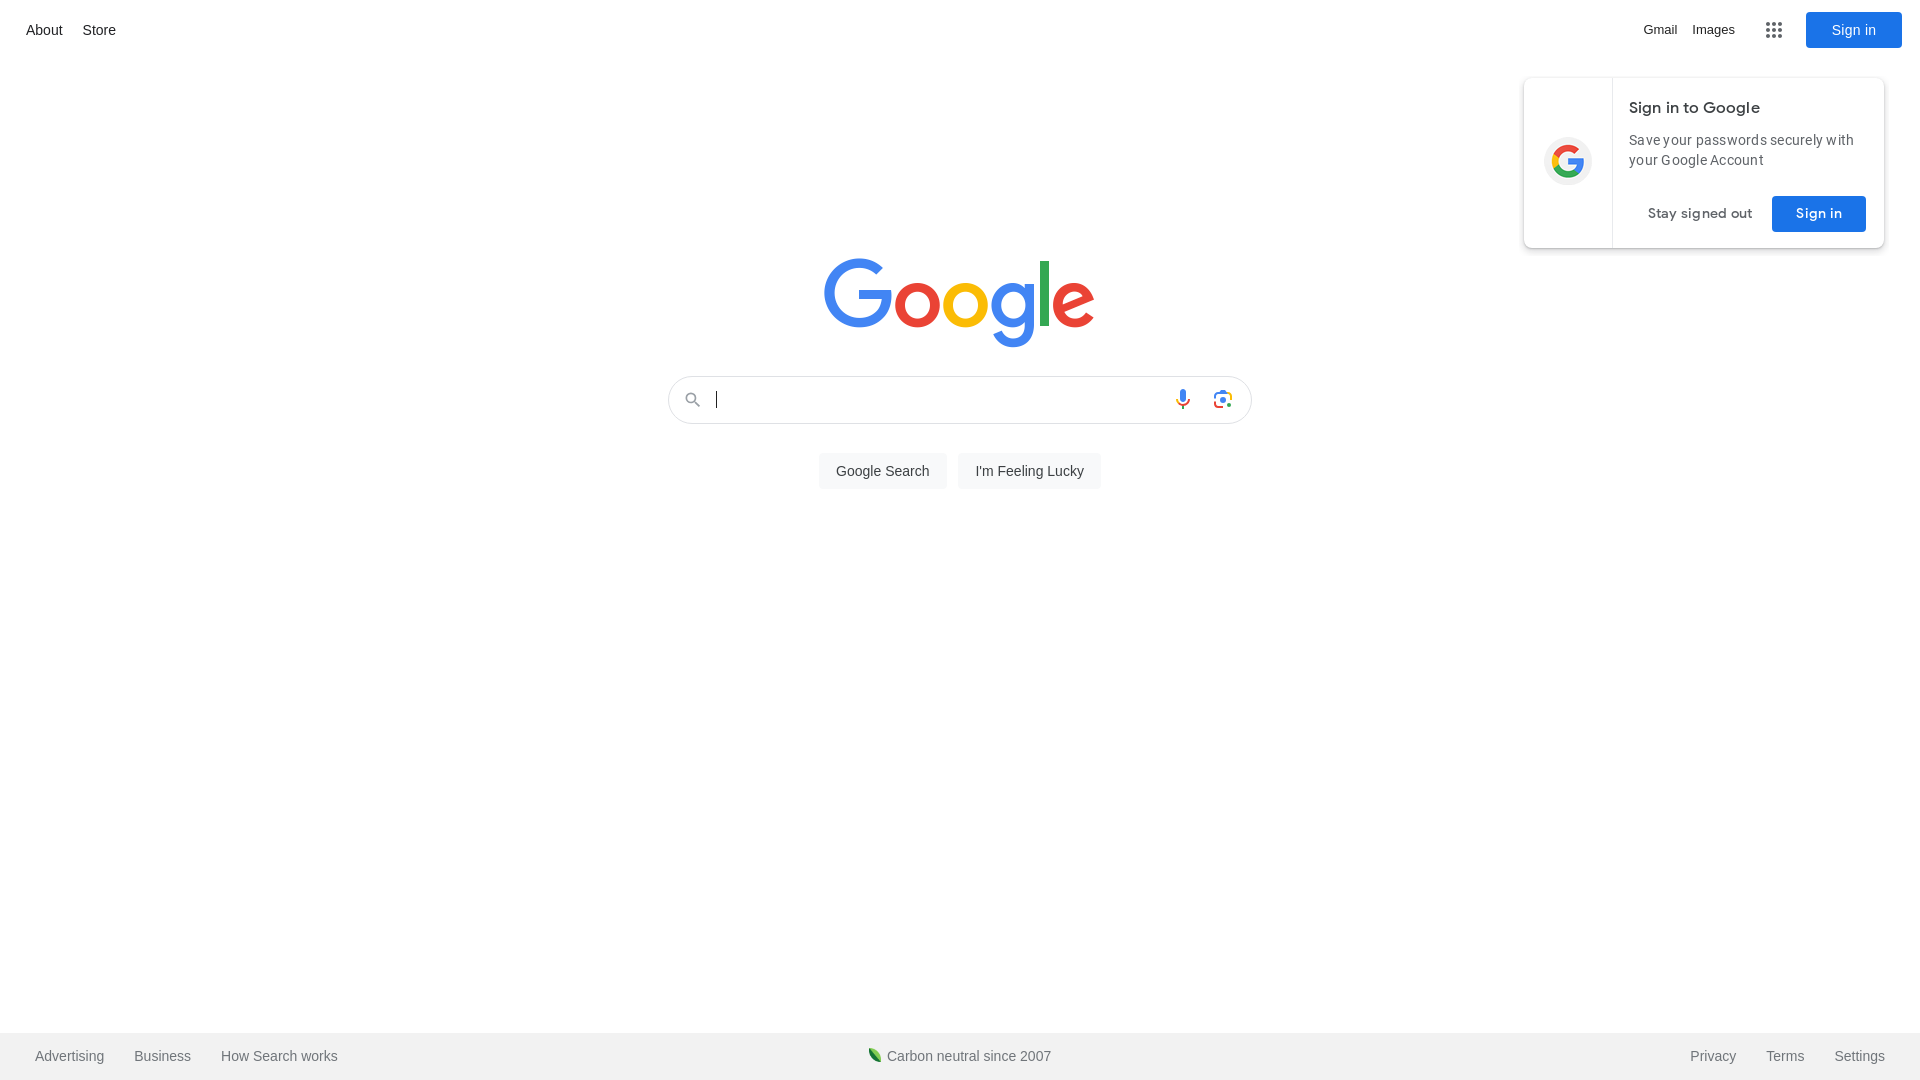 About Store
Gmail Images Sign in
Sign in to Google
Save your passwords securely with
your Google Account
Stay signed out Sign in
Google
Google Search I'm Feeling Lucky
Advertising Business How Search works
Carbon neutral since 2007
Privacy Terms Settings